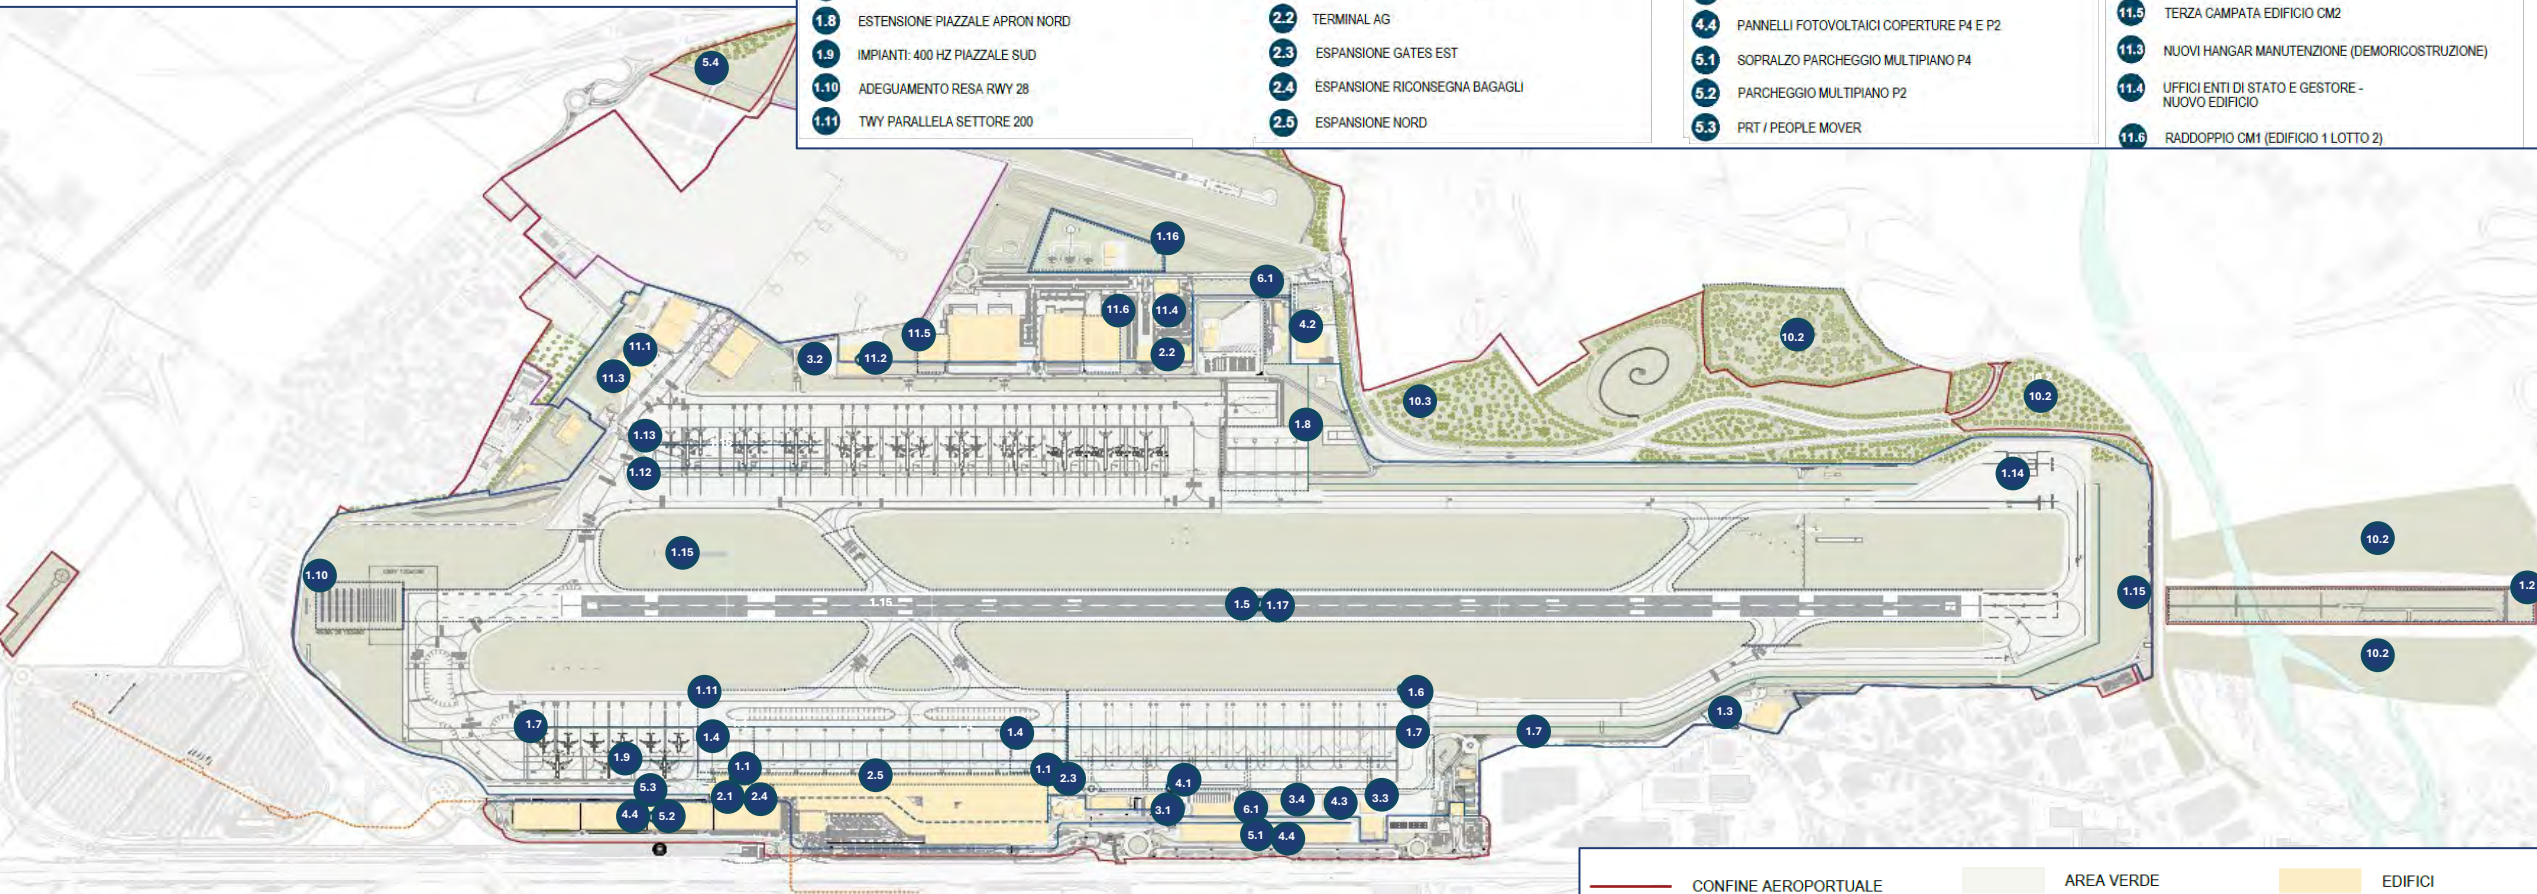 1.8 ESTENSIONE PIAZZALE APRON NORD
1.9 IMPIANTI: 400 HZ PIAZZALE SUD
1.10 ADEGUAMENTO RESA RWY 28
1.11 TWY PARALLELA SETTORE 200
2.2 TERMINAL AG
2.3 ESPANSIONE GATES EST
2.4 ESPANSIONE RICONSEGNA BAGAGLI
2.5 ESPANSIONE NORD
4.4 PANNELLI FOTOVOLTAICI COPERTURE P4 E P2
5.1 SOPRALZO PARCHEGGIO MULTIPIANO P4
5.2 PARCHEGGIO MULTIPIANO P2
5.3 PRT / PEOPLE MOVER
11.5 TERZA CAMPATA EDIFICIO CM2
11.3 NUOVI HANGAR MANUTENZIONE (DEMORICOSTRUZIONE)
11.4 UFFICI ENTI DI STATO E GESTORE -
NUOVO EDIFICIO
11.6 RADDOPPIO CM1 (EDIFICIO 1 LOTTO 2)
5.4
1.16
6.1
11.6
11.4
11.5
4.2
11.1
3.2
11.2
2.2
11.3
10.2
10.3
10.2
1.8
1.13
1.12
1.14
1.15
10.2
1.10
1.15
1.5
1.17
1.15
1.2
10.2
1.11
1.6
1.7
1.4
1.4
1.7
1.7
1.3
1.9
1.1
2.5
1.1
2.3
4.1
5.3
2.1
2.4
3.1
6.1
3.4
4.3
3.3
4.4
5.2
5.1
4.4
CONFINE AEROPORTUALE
AREA VERDE
EDIFICI